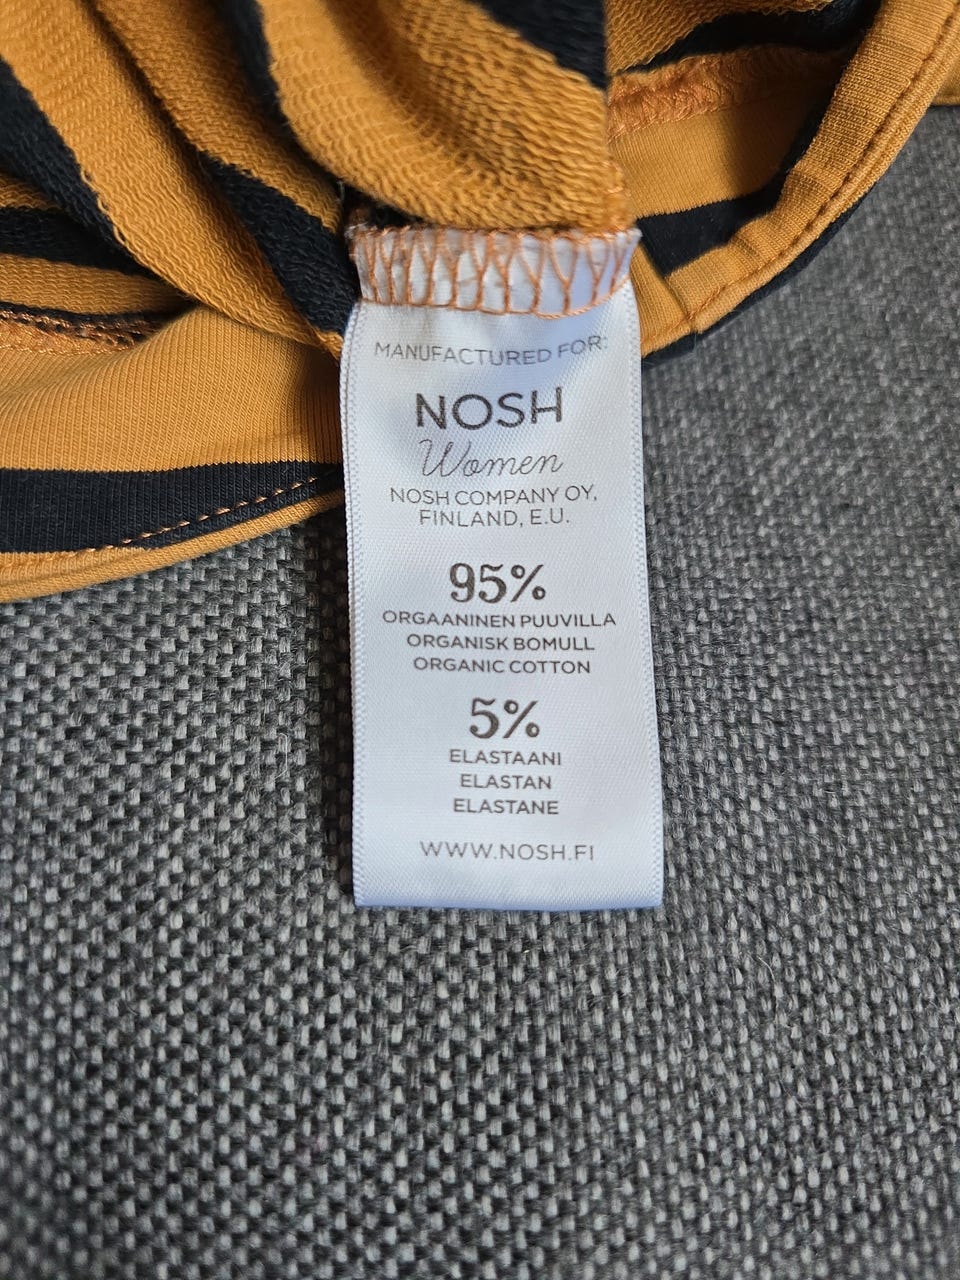 MANUFACTURED FOR:
NOSH
Women
NOSH COMPANY OY,
FINLAND, E.U.
95%
ORGAANINEN PUUVILLA
ORGANISK BOMULL
ORGANIC COTTON
5%
ELASTAANI
ELASTAN
ELASTANE
WWW.NOSH.FI